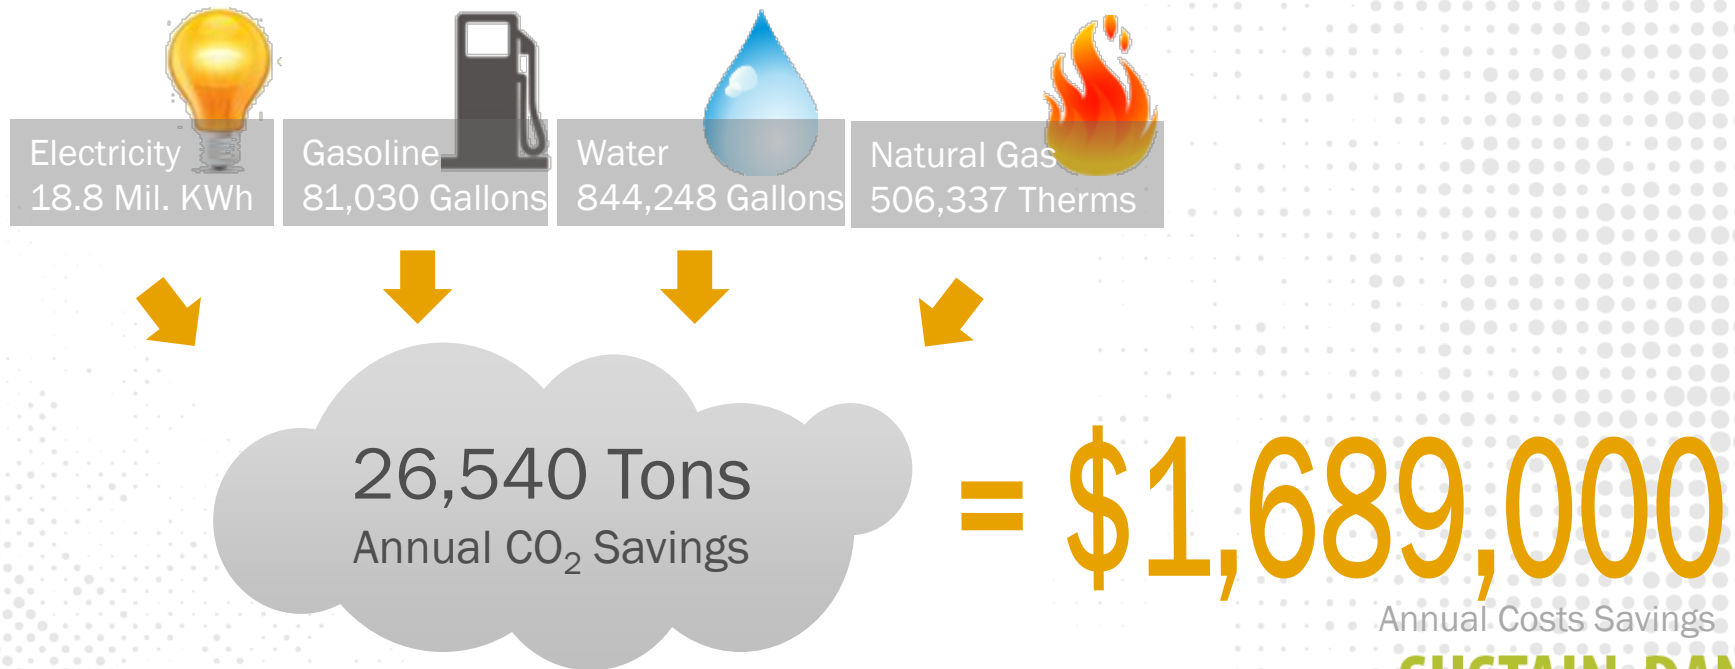 Electricity
18.8 Mil. KWh
Gasoline
81,030 Gallons
Water
844,248 Gallons
Natural Gas
506,337 Therms
26,540 Tons
Annual CO₂ Savings
= $1,689,000
Annual Costs Savings